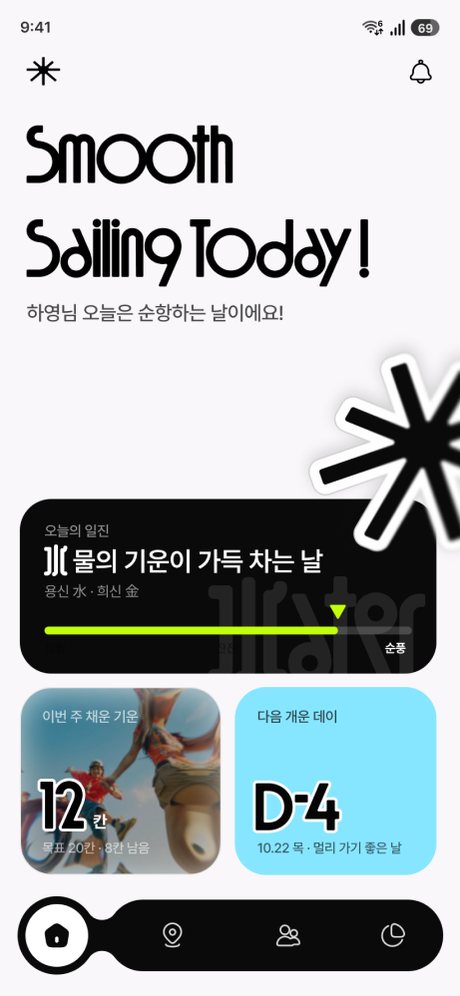 9:41
6
69
Smooth
Sailing Today!
하영님 오늘은 순항하는 날이에요!
오늘의 일진
水 물의 기운이 가득 차는 날
용신 水 · 희신 金
Water
순풍
이번 주 채운 기운
12 칸
목표 20칸 · 8칸 남음
다음 개운 데이
D-4
10.22 목 · 멀리 가기 좋은 날